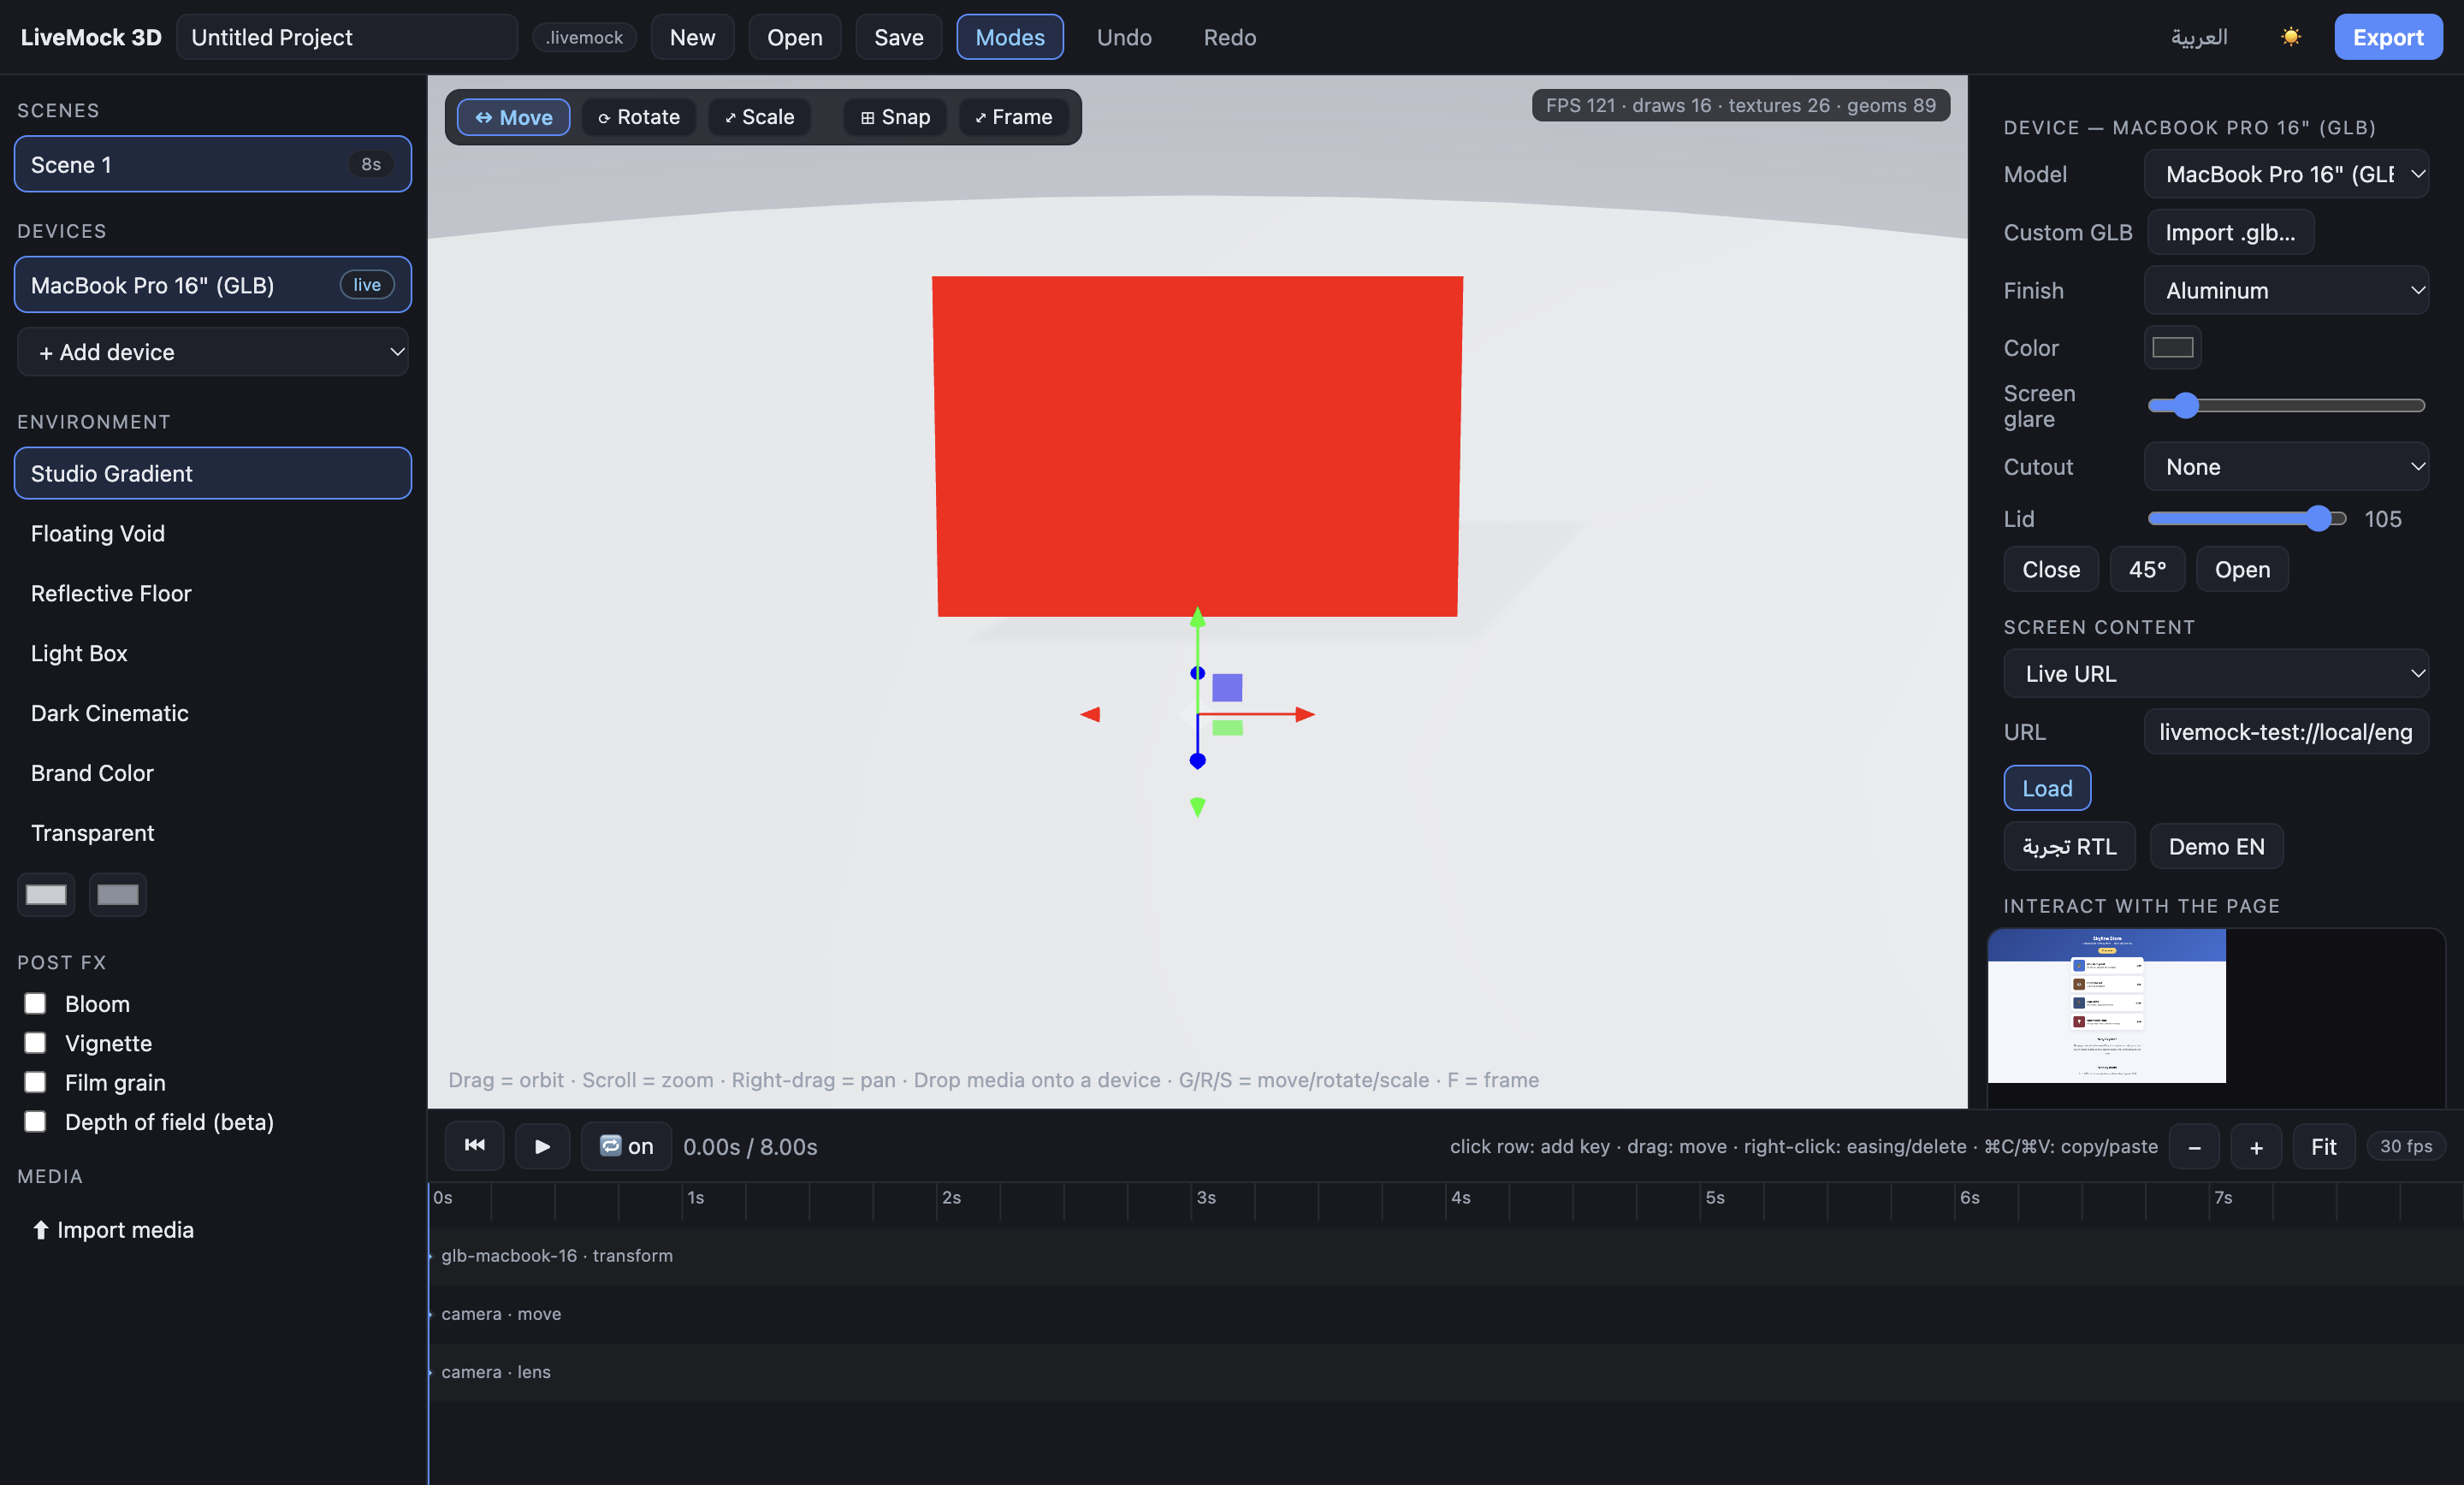 LiveMock 3D
Untitled Project
.livemock
New
Open
Save
Modes
Undo
Redo
العربية
Export
SCENES
Scene 1
8s
DEVICES
MacBook Pro 16" (GLB)
live
+ Add device
ENVIRONMENT
Studio Gradient
Floating Void
Reflective Floor
Light Box
Dark Cinematic
Brand Color
Transparent
POST FX
Bloom
Vignette
Film grain
Depth of field (beta)
MEDIA
⬆ Import media
↔ Move
⟳ Rotate
⤢ Scale
⊞ Snap
⤢ Frame
FPS 121 · draws 16 · textures 26 · geoms 89
Drag = orbit · Scroll = zoom · Right-drag = pan · Drop media onto a device · G/R/S = move/rotate/scale · F = frame
DEVICE — MACBOOK PRO 16" (GLB)
Model
MacBook Pro 16" (GLB
Custom GLB
Import .glb...
Finish
Aluminum
Color
Screen
glare
Cutout
None
Lid
105
Close
45°
Open
SCREEN CONTENT
Live URL
URL
livemock-test://local/eng
Load
تجربة RTL
Demo EN
INTERACT WITH THE PAGE
Skyline Store
on
0.00s / 8.00s
click row: add key · drag: move · right-click: easing/delete · ⌘C/⌘V: copy/paste
−
+
Fit
30 fps
0s
1s
2s
3s
4s
5s
6s
7s
glb-macbook-16 · transform
camera · move
camera · lens